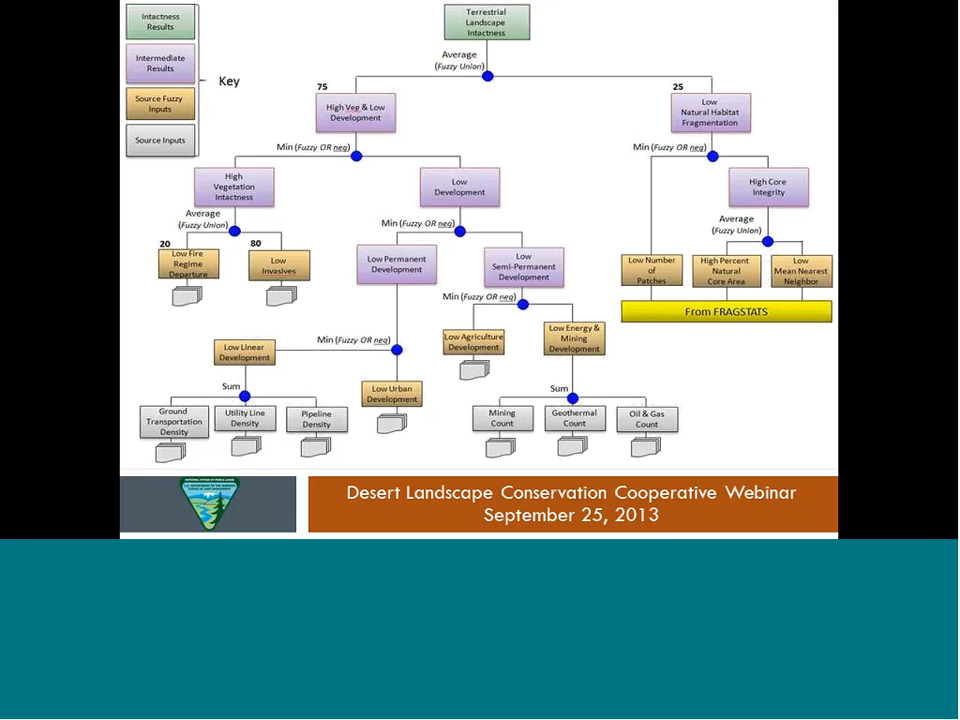 Intactness
Results
Intermediate
Results
Source Fuzzy
Inputs
Source Inputs
Key
Terrestrial
Landscape
Intactness
Average
(Fuzzy Union)
75
25
High Veg & Low
Development
Low
Natural Habitat
Fragmentation
Min (Fuzzy OR neg)
Min (Fuzzy OR neg)
High
Vegetation
Intactness
Low
Development
High Core
Integrity
Average
(Fuzzy Union)
Min (Fuzzy OR neg)
Average
(Fuzzy Union)
20
80
Low Fire
Regime
Departure
Low
Invasives
Low Permanent
Development
Low
Semi-Permanent
Development
Low Number
of
Patches
High Percent
Natural
Core Area
Low
Mean Nearest
Neighbor
Min (Fuzzy OR neg)
From FRAGSTATS
Low Agriculture
Development
Low Energy &
Mining
Development
Min (Fuzzy OR neg)
Low Linear
Development
Low Urban
Development
Sum
Sum
Ground
Transportation
Density
Utility Line
Density
Pipeline
Density
Mining
Count
Geothermal
Count
Oil & Gas
Count
Desert Landscape Conservation Cooperative Webinar
September 25, 2013